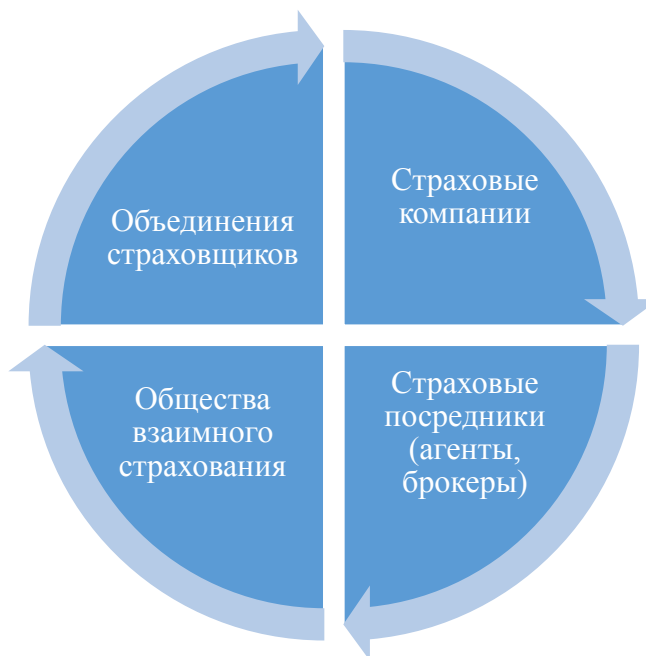 Объединения
страховщиков
Страховые
компании
Общества
взаимного
страхования
Страховые
посредники
(агенты,
брокеры)